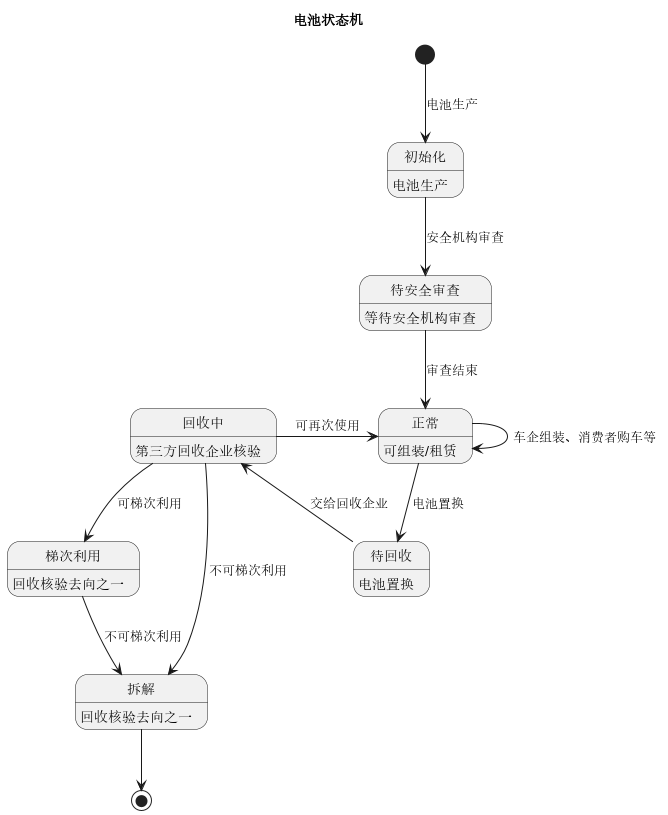 电池状态机
电池生产
初始化
电池生产
安全机构审查
待安全审查
等待安全机构审查
审查结束
回收中
第三方回收企业核验
可再次使用
正常
可组装/租赁
车企组装、消费者购车等
可梯次利用
交给回收企业
电池置换
梯次利用
回收核验去向之一
不可梯次利用
待回收
电池置换
不可梯次利用
拆解
回收核验去向之一